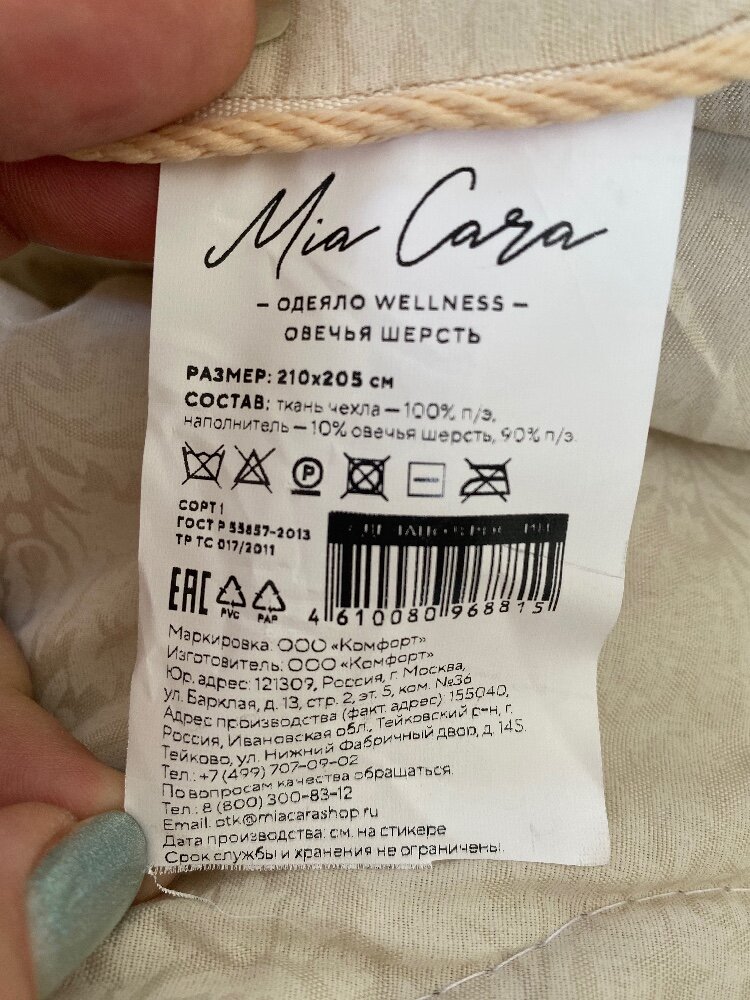 Mia Cara
– ОДЕЯЛО WELLNESS –
ОВЕЧЬЯ ШЕРСТЬ
РАЗМЕР: 210х205 см
СОСТАВ: ткань чехла – 100% п/э,
наполнитель – 10% овечья шерсть, 90% п/э.
P
СОРТ 1
ГОСТ Р 55857-2013
ТР ТС 017/2011
EAC
PVC PAP
4 610080 968815
Маркировка: ООО «Комфорт»
Изготовитель: ООО «Комфорт»
Юр. адрес: 121309, Россия, г. Москва,
ул. Барклая, д. 13, стр. 2, эт. 5, ком. №36
Адрес производства (факт. адрес): 155040,
Россия, Ивановская обл., Тейковский р-н, г.
Тейково, ул. Нижний Фабричный двор, д. 14S.
Тел.: +7 (499) 707-09-02
По вопросам качества обращаться:
Тел.: 8 (800) 300-83-12
Email: otk@miacarashop.ru
Дата производства: см. на стикере
Срок службы и хранения не ограничены.